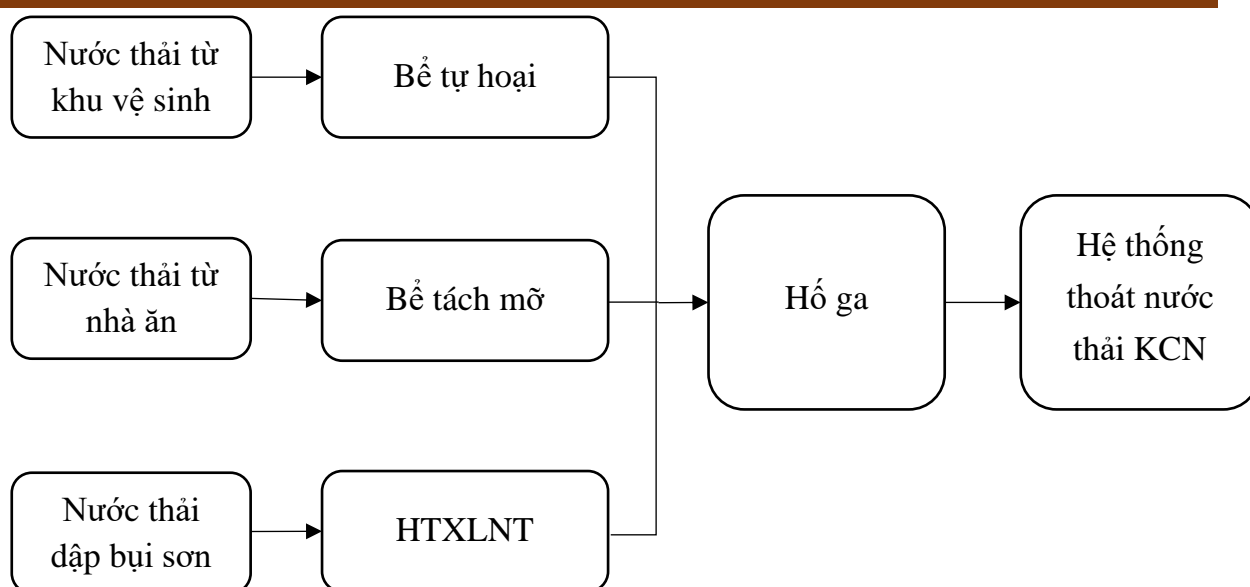 Nước thải từ
khu vệ sinh
Bể tự hoại
Nước thải từ
nhà ăn
Bể tách mỡ
Hố ga
Hệ thống
thoát nước
thải KCN
Nước thải
dập bụi sơn
HTXLNT